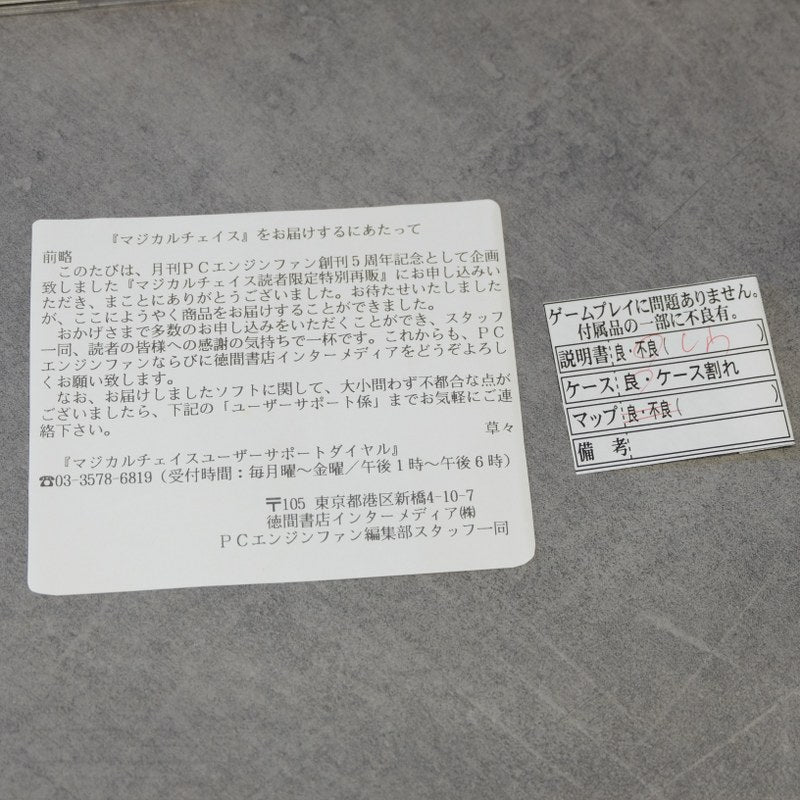 『マジカルチェイス』をお届けするにあたって
前略
このたびは、月刊PCエンジンファン創刊5周年記念として企画
致しました『マジカルチェイス読者限定特別再販』にお申し込みい
ただき、まことにありがとうございました。お待たせいたしました
が、ここにようやく商品をお届けすることができました。
おかげさまで多数のお申し込みをいただくことができ、スタッフ
一同、読者の皆様への感謝の気持ちで一杯です。これからも、PC
エンジンファンならびに徳間書店インターメディアをどうぞよろし
くお願い致します。
なお、お届けしましたソフトに関して、大小問わず不都合な点が
ございましたら、下記の「ユーザーサポート係」までお気軽にご連
絡下さい。
草々
『マジカルチェイスユーザーサポートダイヤル』
☎03-3578-6819（受付時間：毎月曜〜金曜／午後1時〜午後6時）
〒105 東京都港区新橋4-10-7
徳間書店インターメディア㈱
PCエンジンファン編集部スタッフ一同
ゲームプレイに問題ありません。
付属品の一部に不良有。
説明書 良・不良（しわ）
ケース 良・ケース割れ
マップ 良・不良（ ）
備考